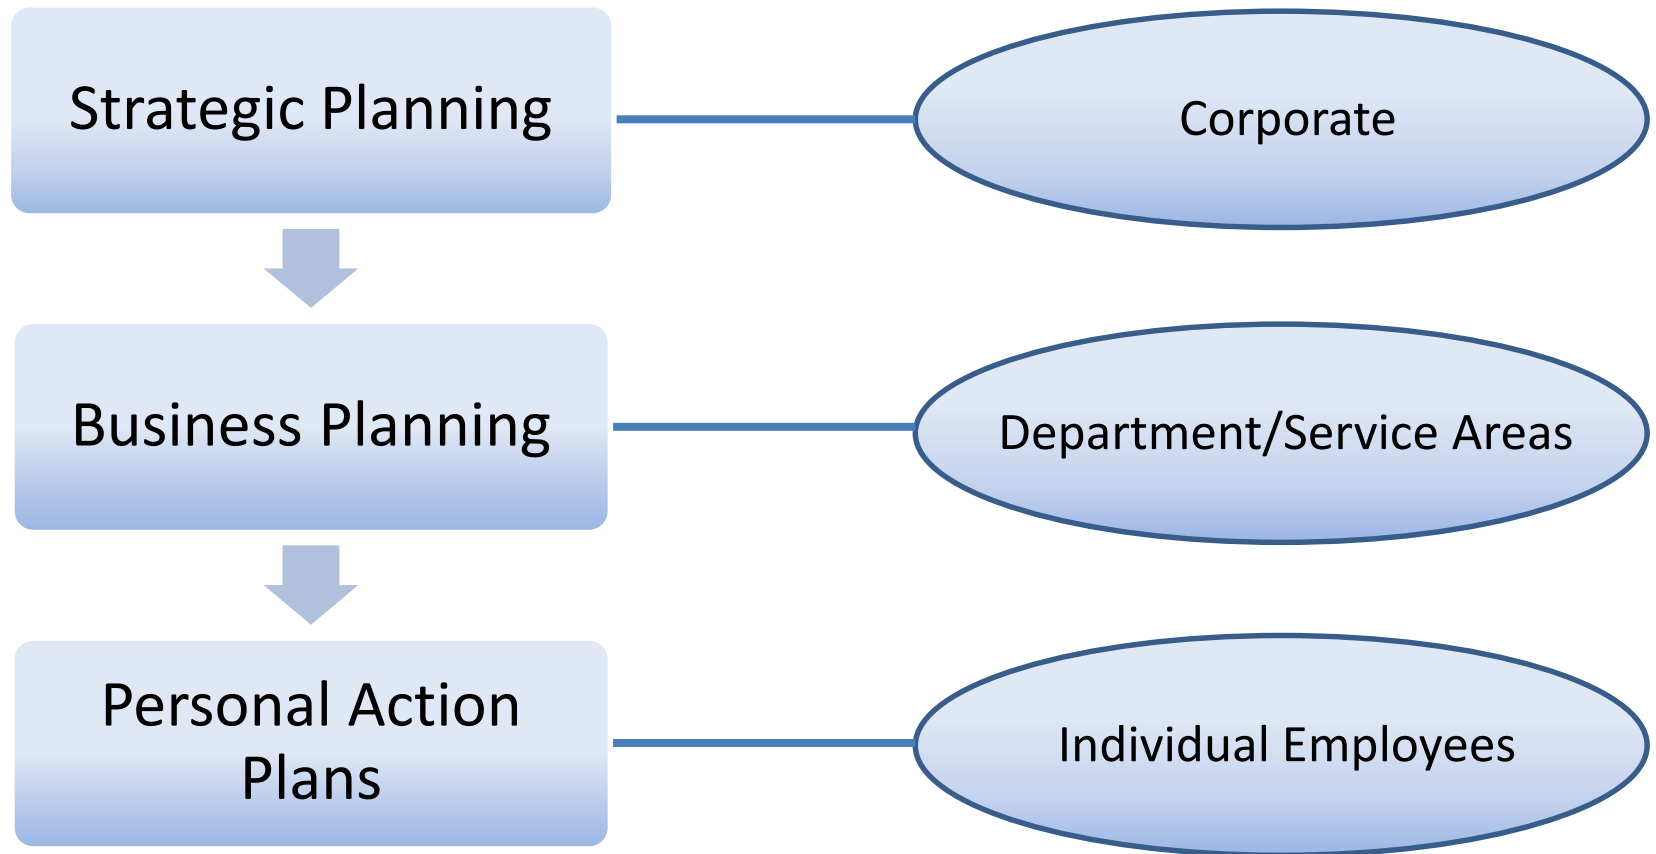 Strategic Planning
Corporate
Business Planning
Department/Service Areas
Personal Action
Plans
Individual Employees